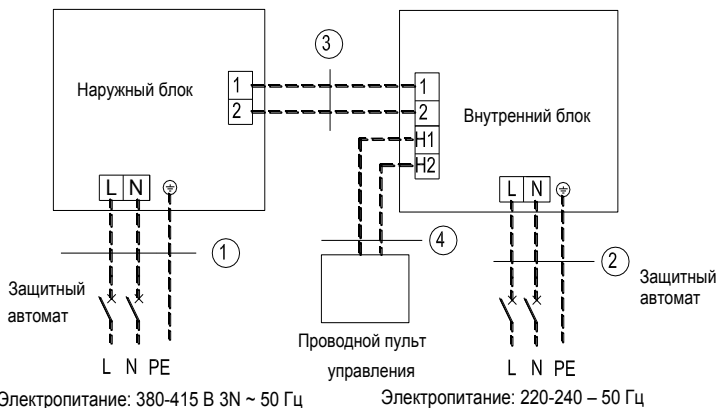 3
Наружный блок
1
2
1
2
H1
H2
Внутренний блок
L N
L N
1
4
2
Защитный
автомат
Защитный
автомат
Проводной пульт
управления
L N PE
L N PE
Электропитание: 380-415 В 3N ~ 50 Гц
Электропитание: 220-240 – 50 Гц